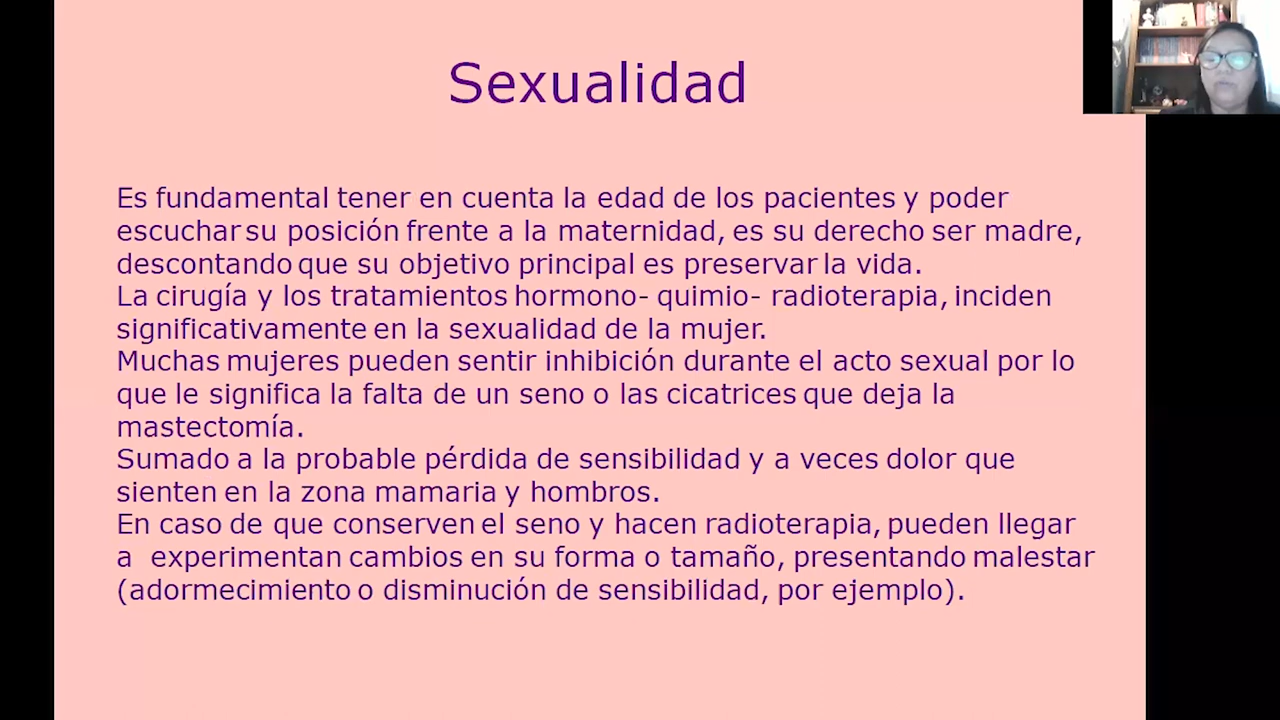 Sexualidad
Es fundamental tener en cuenta la edad de los pacientes y poder
escuchar su posición frente a la maternidad, es su derecho ser madre,
descontando que su objetivo principal es preservar la vida.
La cirugía y los tratamientos hormono- quimio- radioterapia, inciden
significativamente en la sexualidad de la mujer.
Muchas mujeres pueden sentir inhibición durante el acto sexual por lo
que le significa la falta de un seno o las cicatrices que deja la
mastectomía.
Sumado a la probable pérdida de sensibilidad y a veces dolor que
sienten en la zona mamaria y hombros.
En caso de que conserven el seno y hacen radioterapia, pueden llegar
a  experimentan cambios en su forma o tamaño, presentando malestar
(adormecimiento o disminución de sensibilidad, por ejemplo).